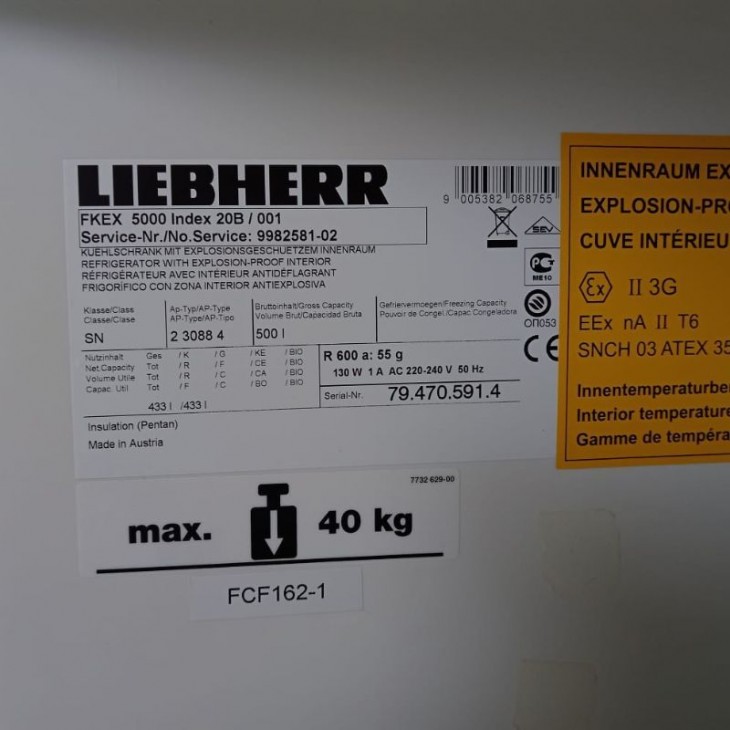 LIEBHERR
9 005382 068755
FKEX 5000 Index 20B / 001
Service-Nr./No.Service: 9982581-02
KUEHLSCHRANK MIT EXPLOSIONSGESCHUETZEM INNENRAUM
REFRIGERATOR WITH EXPLOSION-PROOF INTERIOR
RÉFRIGÉRATEUR AVEC INTÉRIEUR ANTIDÉFLAGRANT
FRIGORÍFICO CON ZONA INTERIOR ANTIEXPLOSIVA
SEV
ME10
ОП053
CE
Klasse/Class
Classe/Clase
SN
Ap-Typ/AP-Type
AP-Type/AP-Tipo
2 3088 4
Bruttoinhalt/Gross Capacity
Volume Brut/Capacidad Bruta
500 l
Gefriervermoegen/Freezing Capacity
Pouvoir de Congel./Capac Congeladora
Nutzinhalt Ges /K /G /KE /BIO
Net.Capacity Tot /R /F /CE /BIO
Volume Utile Tot /R /C /CA /BIO
Capac. Util Tot /F /C /BO /BIO
433 l /433 l
R 600 a: 55 g
130 W 1 A AC 220-240 V 50 Hz
Serial-Nr. 79.470.591.4
Insulation (Pentan)
Made in Austria
INNENRAUM EX
EXPLOSION-PRO
CUVE INTÉRIEU
Ex II 3G
EEx nA II T6
SNCH 03 ATEX 35
Innentemperaturbe
Interior temperature
Gamme de tempéra
7732 629-00
max. 40 kg
FCF162-1